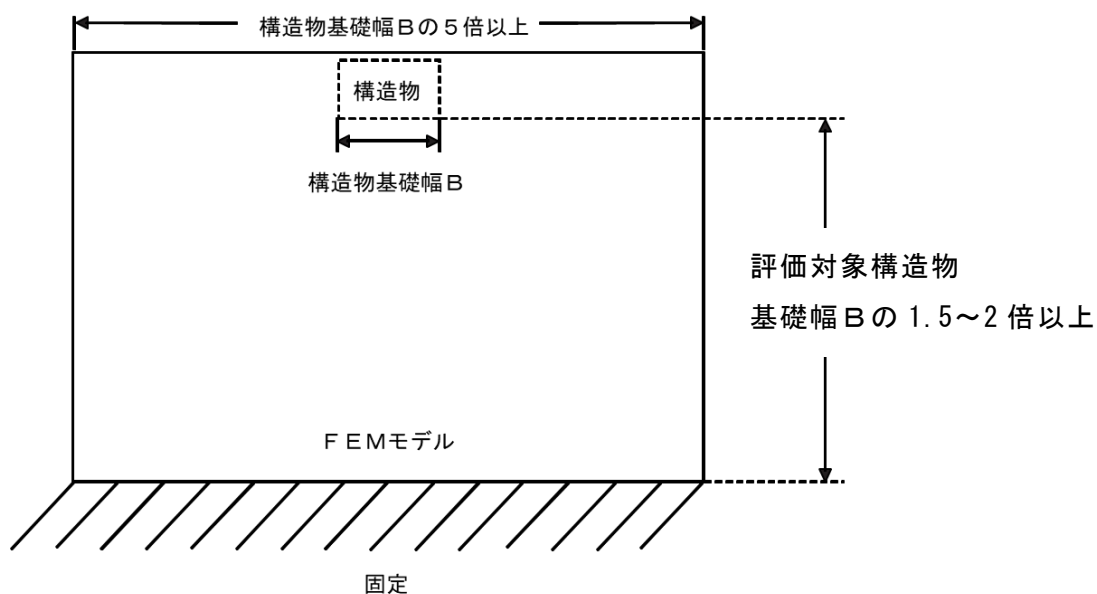 構造物基礎幅Ｂの５倍以上
構造物
構造物基礎幅Ｂ
評価対象構造物
基礎幅Ｂの 1.5～2 倍以上
ＦＥＭモデル
固定